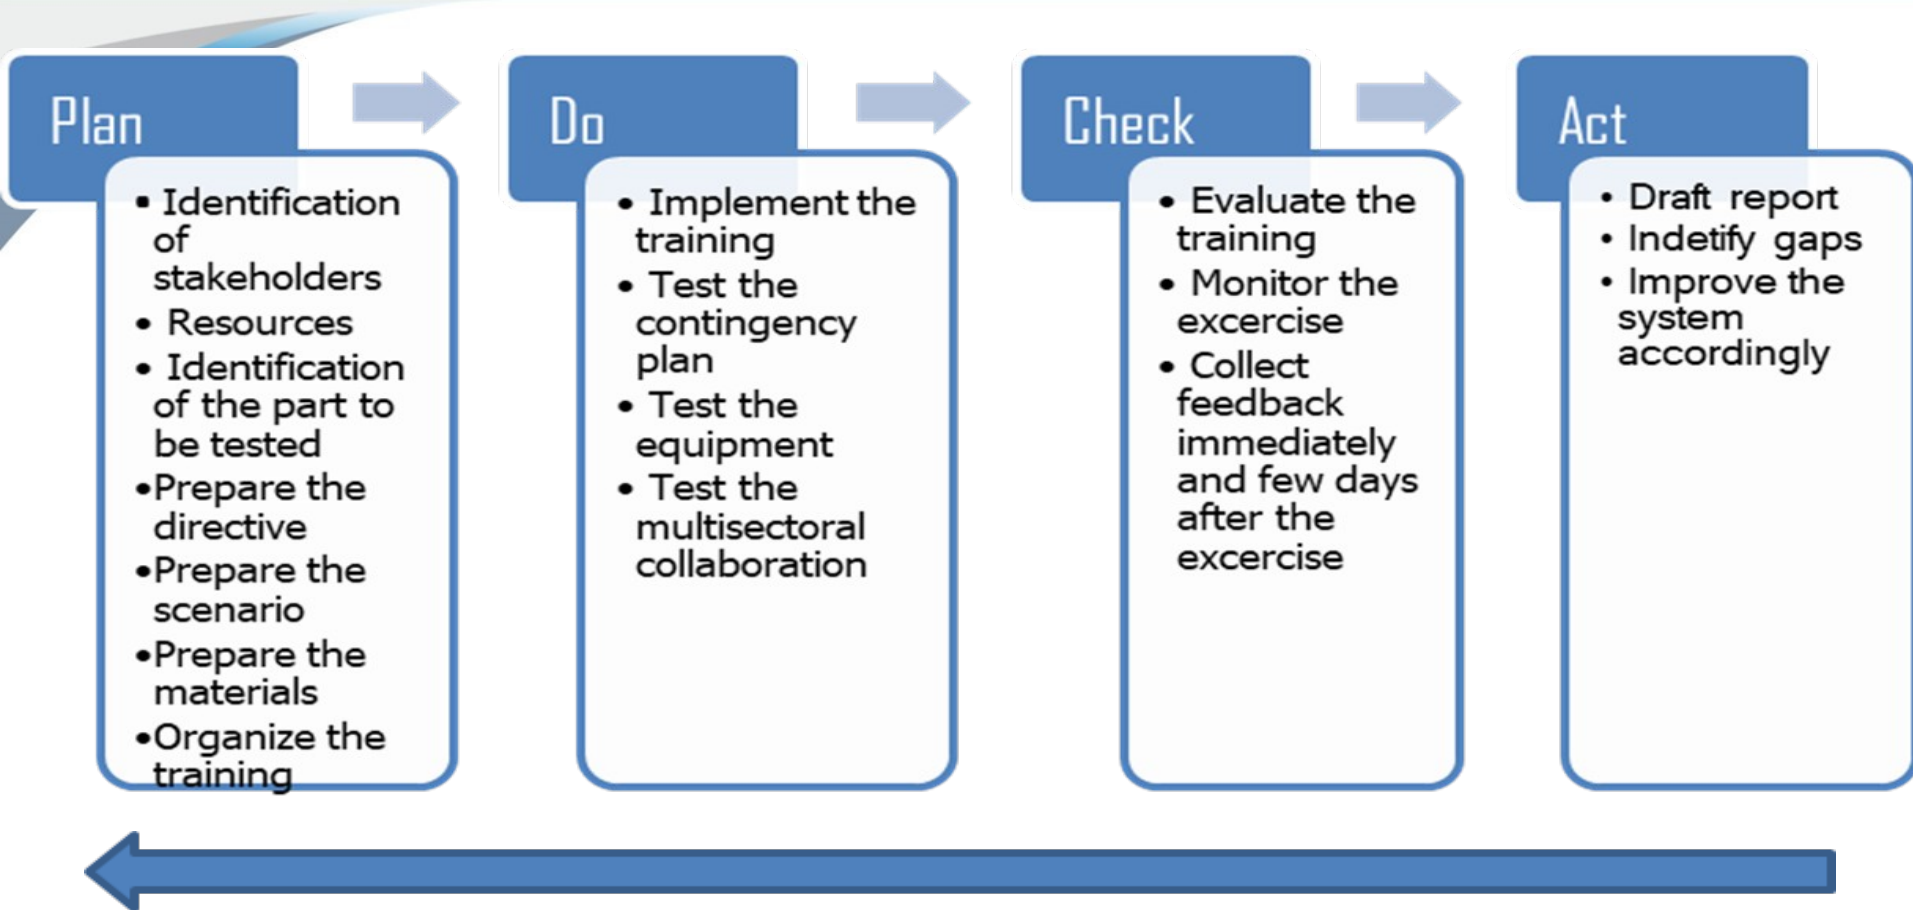 Plan
▪ Identification
of
stakeholders
• Resources
• Identification
of the part to
be tested
•Prepare the
directive
•Prepare the
scenario
•Prepare the
materials
•Organize the
training
Do
• Implement the
training
• Test the
contingency
plan
• Test the
equipment
• Test the
multisectoral
collaboration
Check
• Evaluate the
training
• Monitor the
excercise
• Collect
feedback
immediately
and few days
after the
excercise
Act
• Draft report
• Indetify gaps
• Improve the
system
accordingly